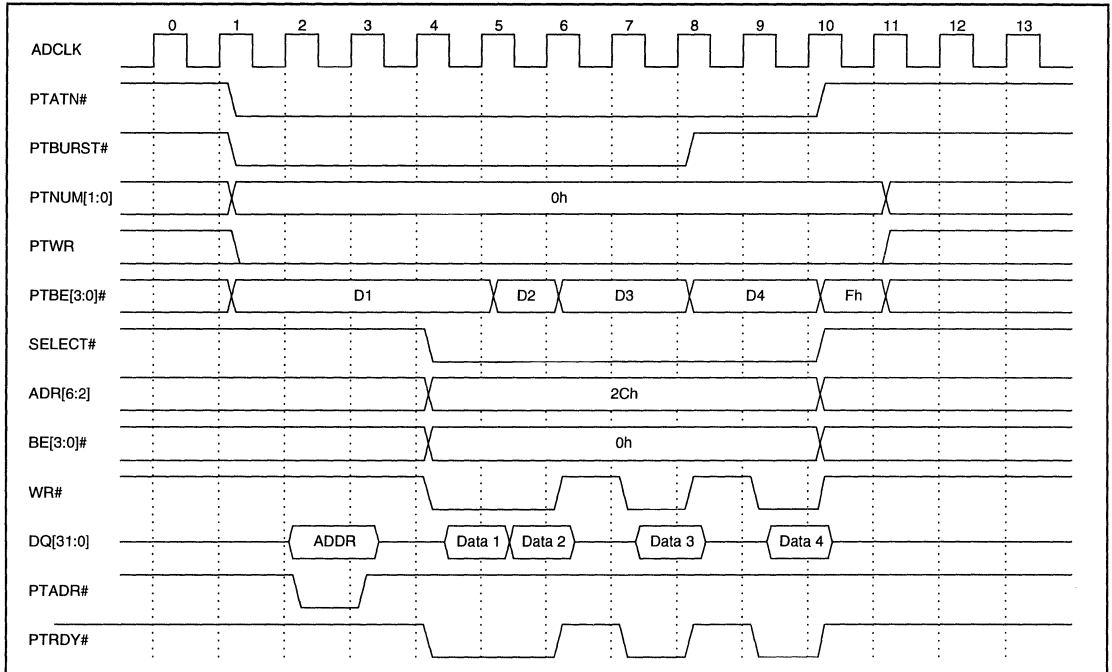 0 1 2 3 4 5 6 7 8 9 10 11 12 13
ADCLK
PTATN#
PTBURST#
PTNUM[1:0] 0h
PTWR
PTBE[3:0]# D1 D2 D3 D4 Fh
SELECT#
ADR[6:2] 2Ch
BE[3:0]# 0h
WR#
DQ[31:0] ADDR Data 1 Data 2 Data 3 Data 4
PTADR#
PTRDY#